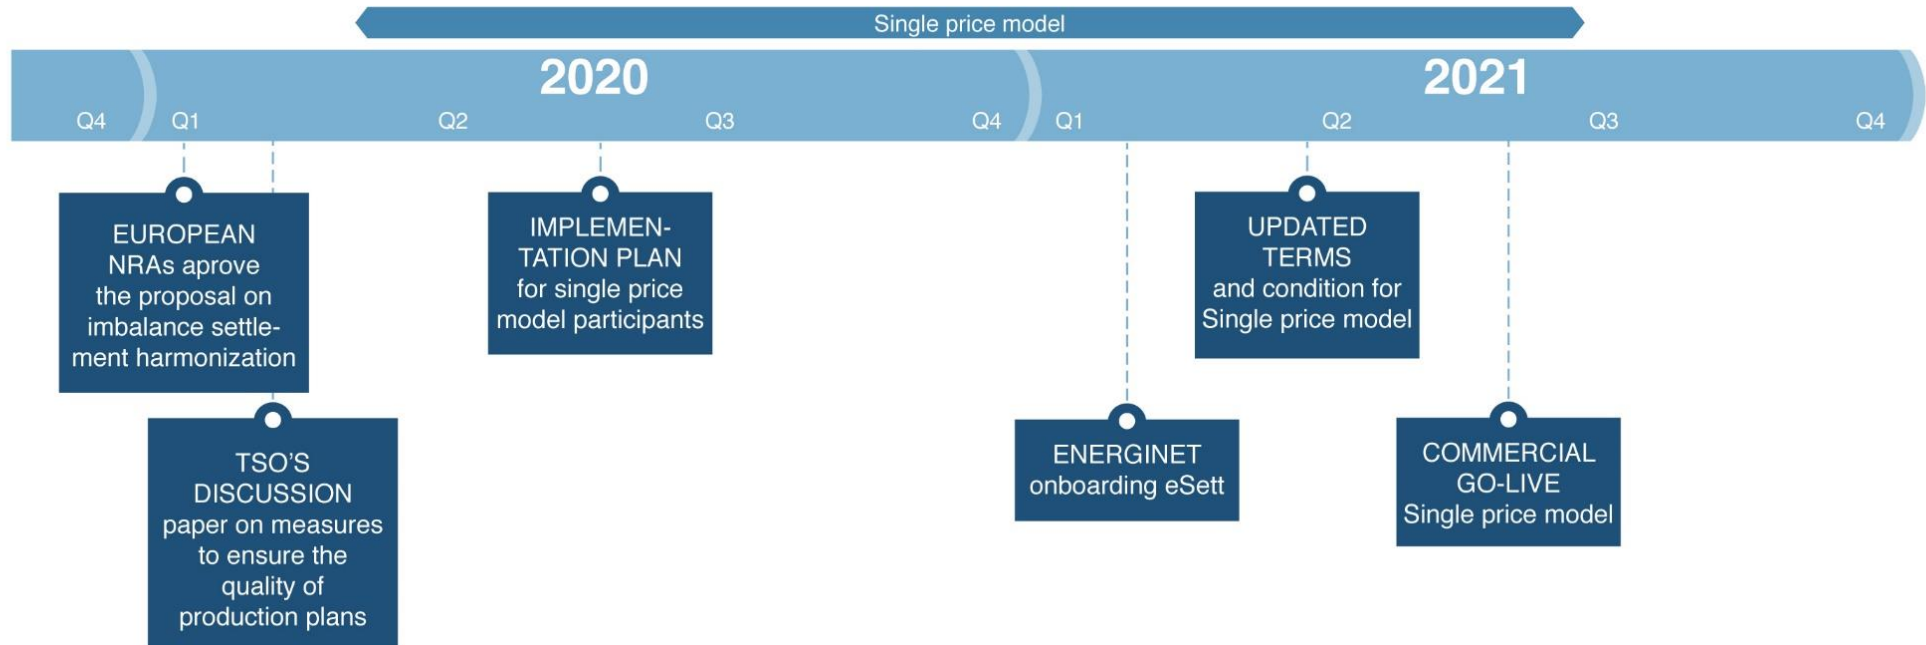 Single price model
2020
2021
Q4
Q1
Q2
Q3
Q4
Q1
Q2
Q3
Q4
EUROPEAN
NRAs aprove
the proposal on
imbalance settle-
ment harmonization
IMPLEMEN-
TATION PLAN
for single price
model participants
UPDATED
TERMS
and condition for
Single price model
TSO'S
DISCUSSION
paper on measures
to ensure the
quality of
production plans
ENERGINET
onboarding eSett
COMMERCIAL
GO-LIVE
Single price model